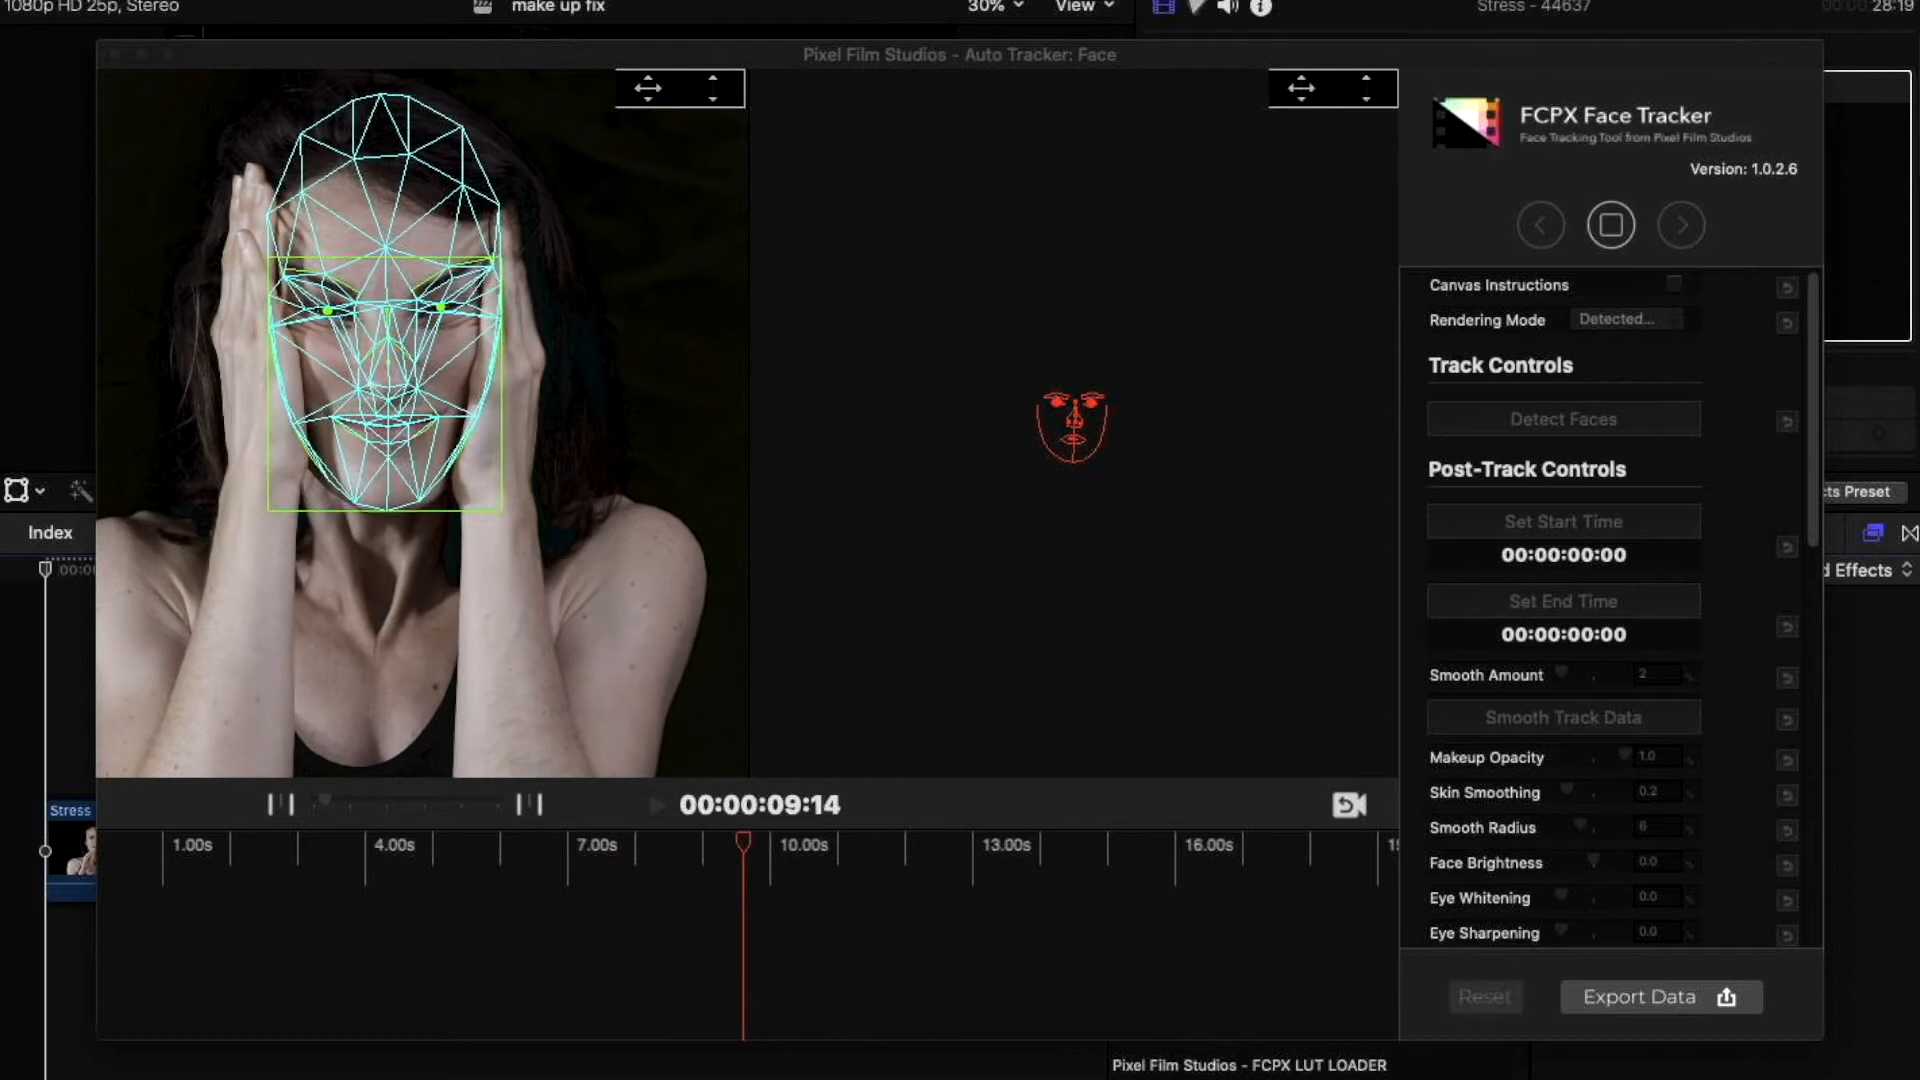 1080p HD 25p, Stereo
make up fix
30%
View
Stress - 44637
28:19
Pixel Film Studios - Auto Tracker: Face
FCPX Face Tracker
Face Tracking Tool from Pixel Film Studios
Version: 1.0.2.6
Canvas Instructions
Rendering Mode
Detected...
Track Controls
Detect Faces
Post-Track Controls
Set Start Time
00:00:00:00
Set End Time
00:00:00:00
Smooth Amount
2
Smooth Track Data
Makeup Opacity
1.0
Skin Smoothing
0.2
Smooth Radius
6
Face Brightness
0.0
Eye Whitening
0.0
Eye Sharpening
0.0
Reset
Export Data
cts Preset
Index
00:00
d Effects
Stress
00:00:09:14
1.00s
4.00s
7.00s
10.00s
13.00s
16.00s
Pixel Film Studios - FCPX LUT LOADER